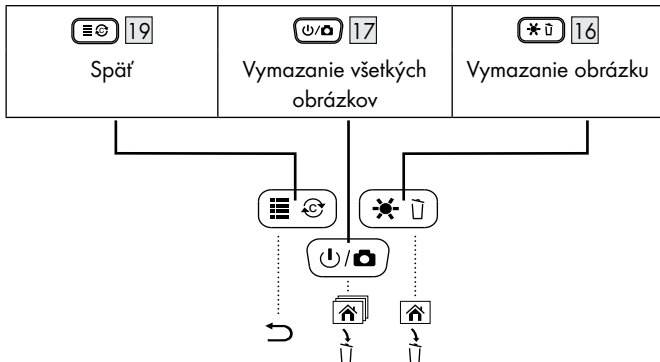 19
Späť
17
Vymazanie všetkých
obrázkov
16
Vymazanie obrázku